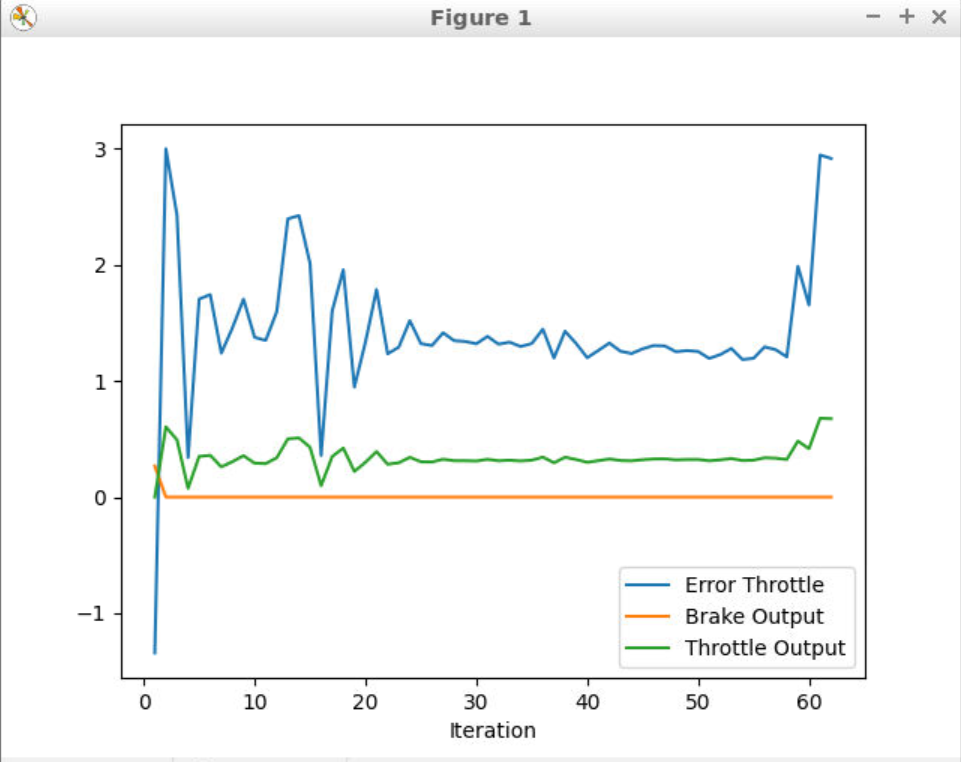 Figure 1
3
2
1
0
−1
0 10 20 30 40 50 60
Iteration
Error Throttle
Brake Output
Throttle Output